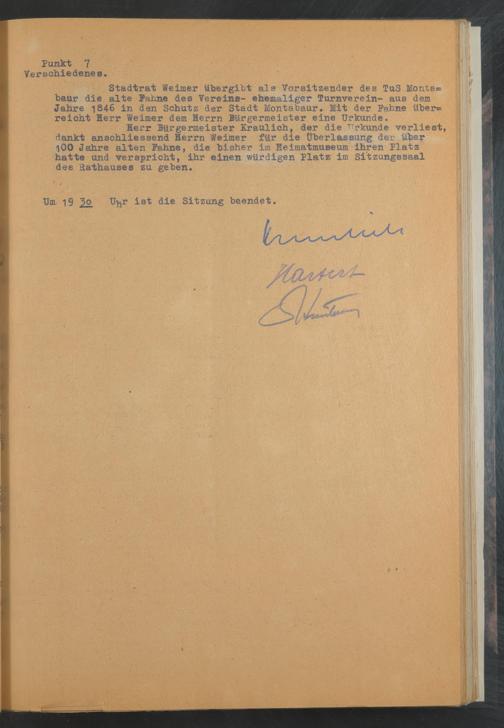 Punkt 7
Verschiedenes.
Stadtrat Weimer übergibt als Vorsitzender des TuS Monta=
baur die alte Fahne des Vereins- ehemaliger Turnverein- aus dem
Jahre 1846 in den Schutz der Stadt Montabaur. Mit der Fahne über=
reicht Herr Weimer dem Herrn Bürgermeister eine Urkunde.
Herr Bürgermeister Kraulich, der die Urkunde verliest,
dankt anschliessend Herrn Weimer für die Überlassung der über
100 Jahre alten Fahne, die bisher im Heimatmuseum ihren Platz
hatte und verspricht, ihr einen würdigen Platz im Sitzungssaal
des Rathauses zu geben.
Um 19 30 Uhr ist die Sitzung beendet.